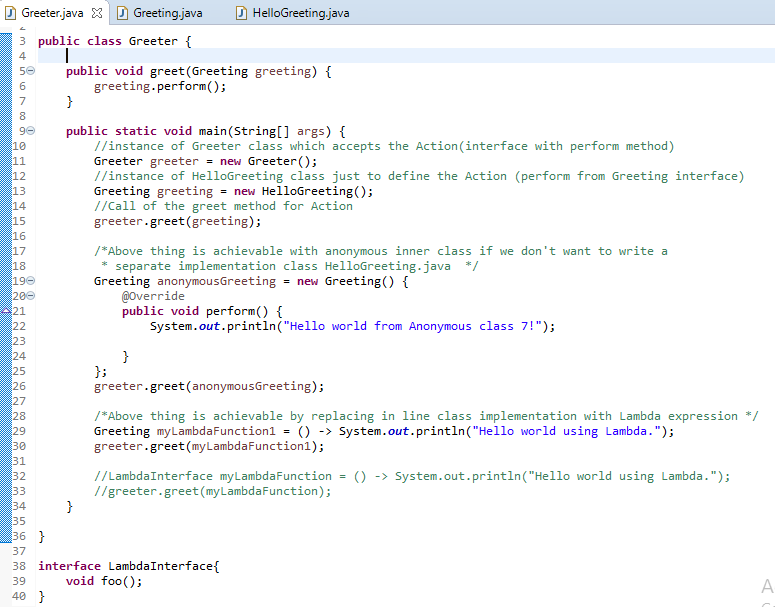 Greeter.java Greeting.java HelloGreeting.java
3 public class Greeter {
4
5 public void greet(Greeting greeting) {
6 greeting.perform();
7 }
8
9 public static void main(String[] args) {
10 //instance of Greeter class which accepts the Action(interface with perform method)
11 Greeter greeter = new Greeter();
12 //instance of HelloGreeting class just to define the Action (perform from Greeting interface)
13 Greeting greeting = new HelloGreeting();
14 //Call of the greet method for Action
15 greeter.greet(greeting);
16
17 /*Above thing is achievable with anonymous inner class if we don't want to write a
18 * separate implementation class HelloGreeting.java */
19 Greeting anonymousGreeting = new Greeting() {
20 @Override
21 public void perform() {
22 System.out.println("Hello world from Anonymous class 7!");
23
24 }
25 };
26 greeter.greet(anonymousGreeting);
27
28 /*Above thing is achievable by replacing in line class implementation with Lambda expression */
29 Greeting myLambdaFunction1 = () -> System.out.println("Hello world using Lambda.");
30 greeter.greet(myLambdaFunction1);
31
32 //LambdaInterface myLambdaFunction = () -> System.out.println("Hello world using Lambda.");
33 //greeter.greet(myLambdaFunction);
34 }
35
36 }
37
38 interface LambdaInterface{
39 void foo();
40 }